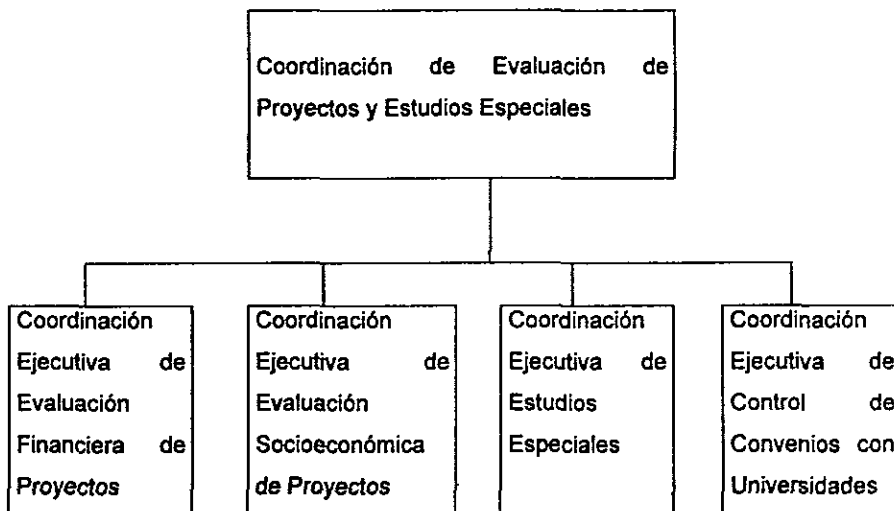 Coordinación de Evaluación de
Proyectos y Estudios Especiales
Coordinación
Ejecutiva de
Evaluación
Financiera de
Proyectos
Coordinación
Ejecutiva de
Evaluación
Socioeconómica
de Proyectos
Coordinación
Ejecutiva de
Estudios
Especiales
Coordinación
Ejecutiva de
Control de
Convenios con
Universidades